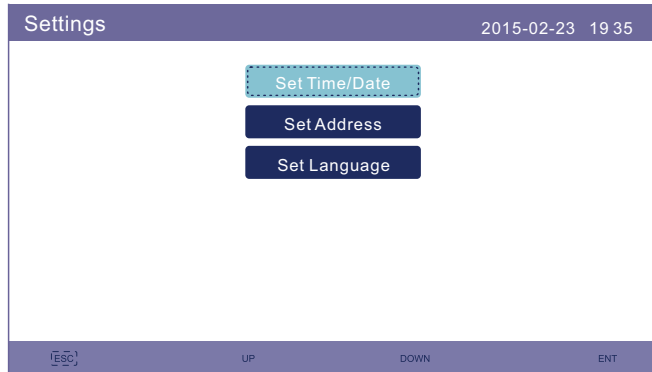 Settings 2015-02-23 19 35
Set Time/Date
Set Address
Set Language
ESC UP DOWN ENT